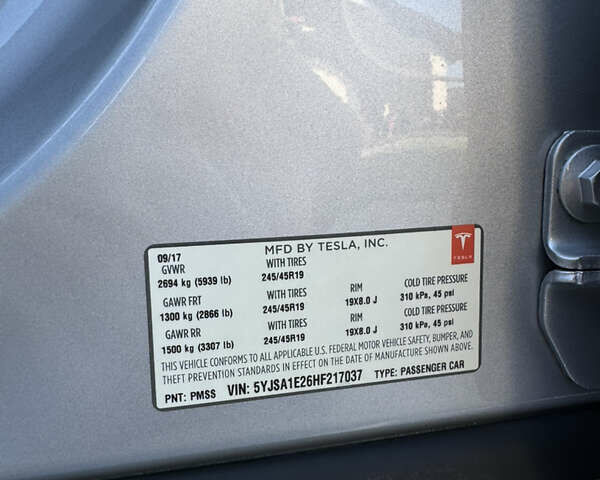 MFD BY TESLA, INC.
TESLA
09/17
GVWR WITH TIRES
2694 kg (5939 lb) 245/45R19
GAWR FRT WITH TIRES RIM COLD TIRE PRESSURE
1300 kg (2866 lb) 245/45R19 19X8.0 J 310 kPa, 45 psi
GAWR RR WITH TIRES RIM COLD TIRE PRESSURE
1500 kg (3307 lb) 245/45R19 19X8.0 J 310 kPa, 45 psi
THIS VEHICLE CONFORMS TO ALL APPLICABLE U.S. FEDERAL MOTOR VEHICLE SAFETY, BUMPER, AND
THEFT PREVENTION STANDARDS IN EFFECT ON THE DATE OF MANUFACTURE SHOWN ABOVE.
PNT: PMSS VIN: 5YJSA1E26HF217037 TYPE: PASSENGER CAR